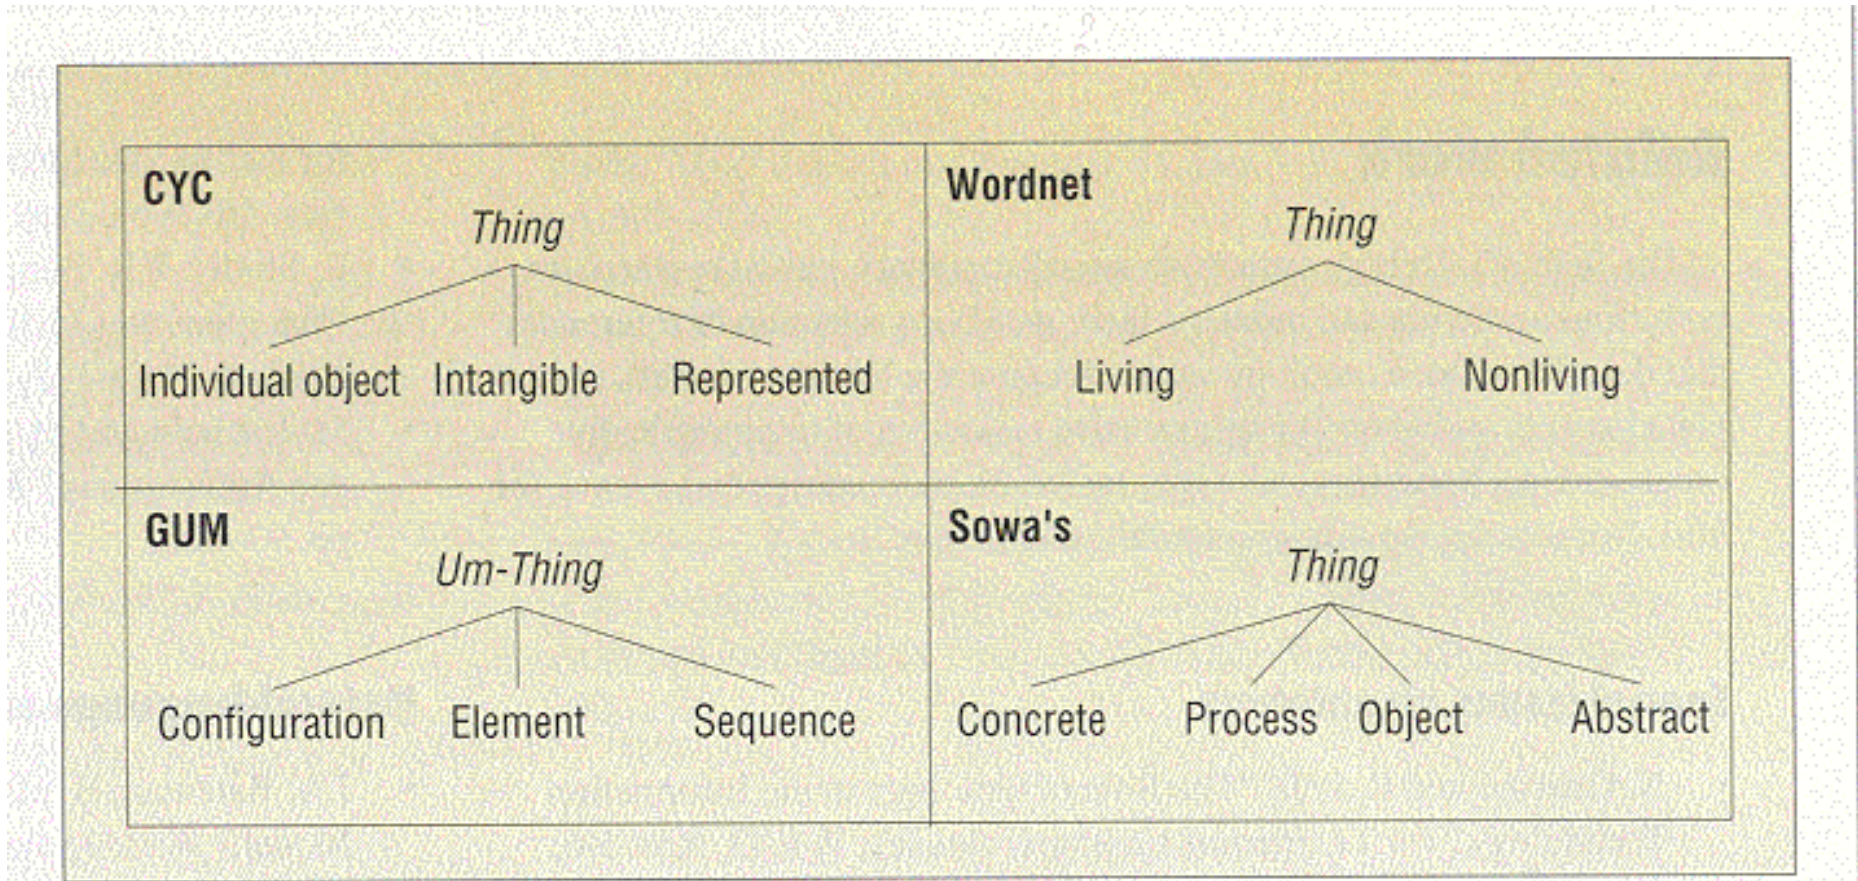 CYC
Thing
Individual object Intangible Represented
Wordnet
Thing
Living Nonliving
GUM
Um-Thing
Configuration Element Sequence
Sowa's
Thing
Concrete Process Object Abstract